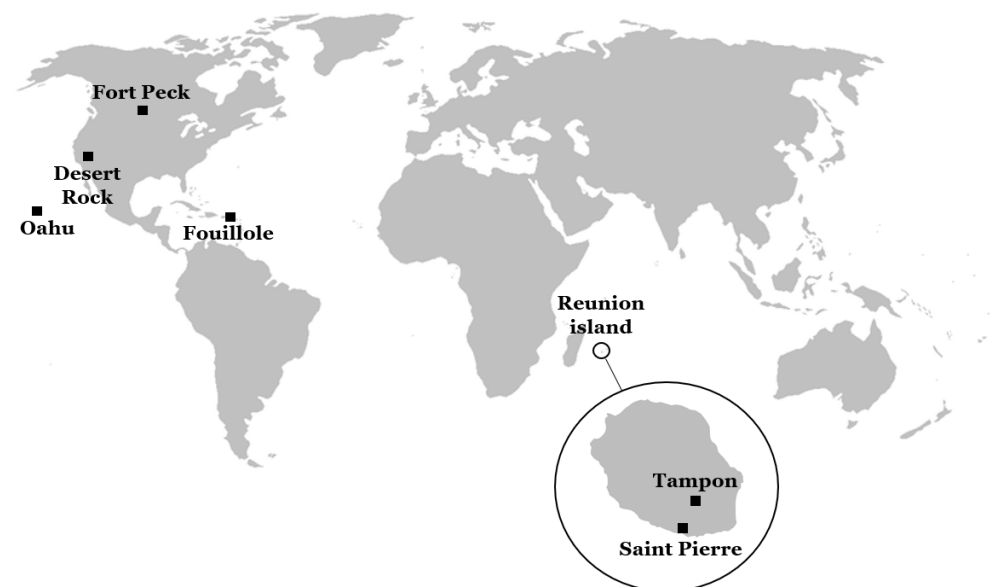 Fort Peck
Desert
Rock
Oahu
Fouillole
Reunion
island
Tampon
Saint Pierre